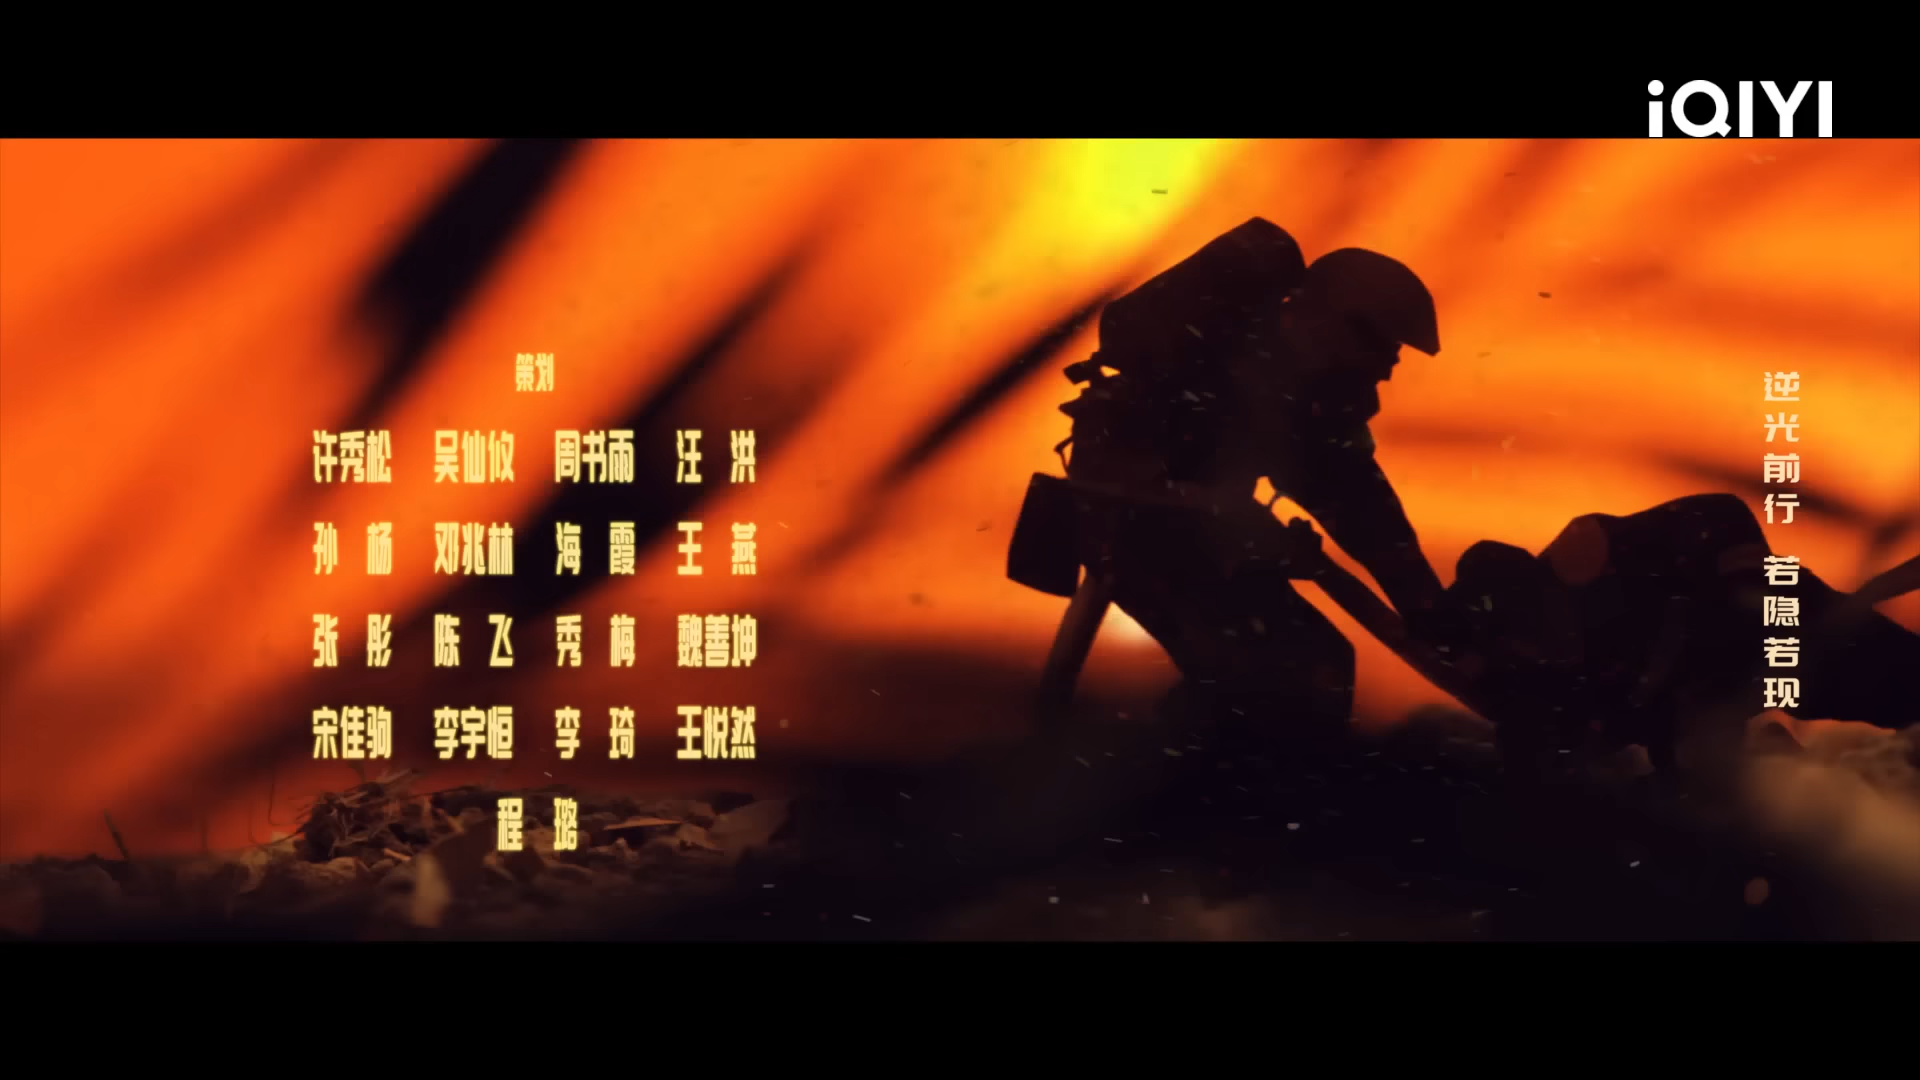 iQIYI
策划
许秀松 吴仙攸 周书雨 汪 洪
孙 杨 邓兆林 海 霞 王 燕
张 彤 陈 飞 秀 梅 魏善坤
宋佳驹 李宇恒 李 琦 王悦然
程 璐
逆光前行 若隐若现